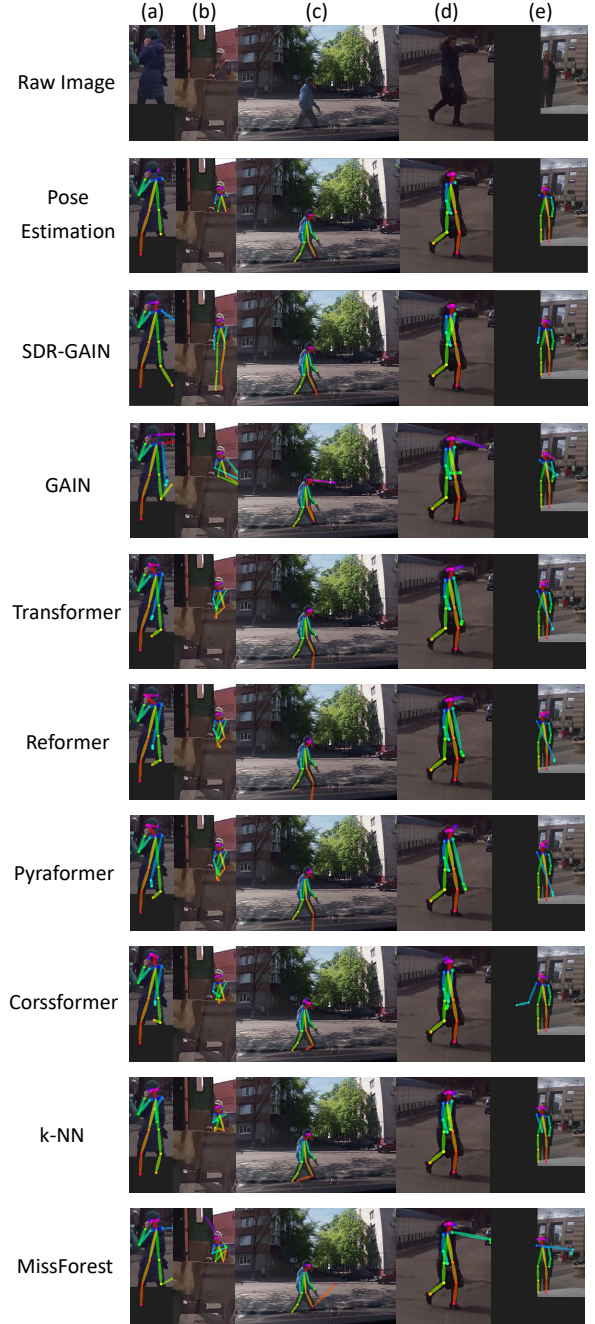 (a) (b) (c) (d) (e)
Raw Image
Pose
Estimation
SDR-GAIN
GAIN
Transformer
Reformer
Pyraformer
Corssformer
k-NN
MissForest